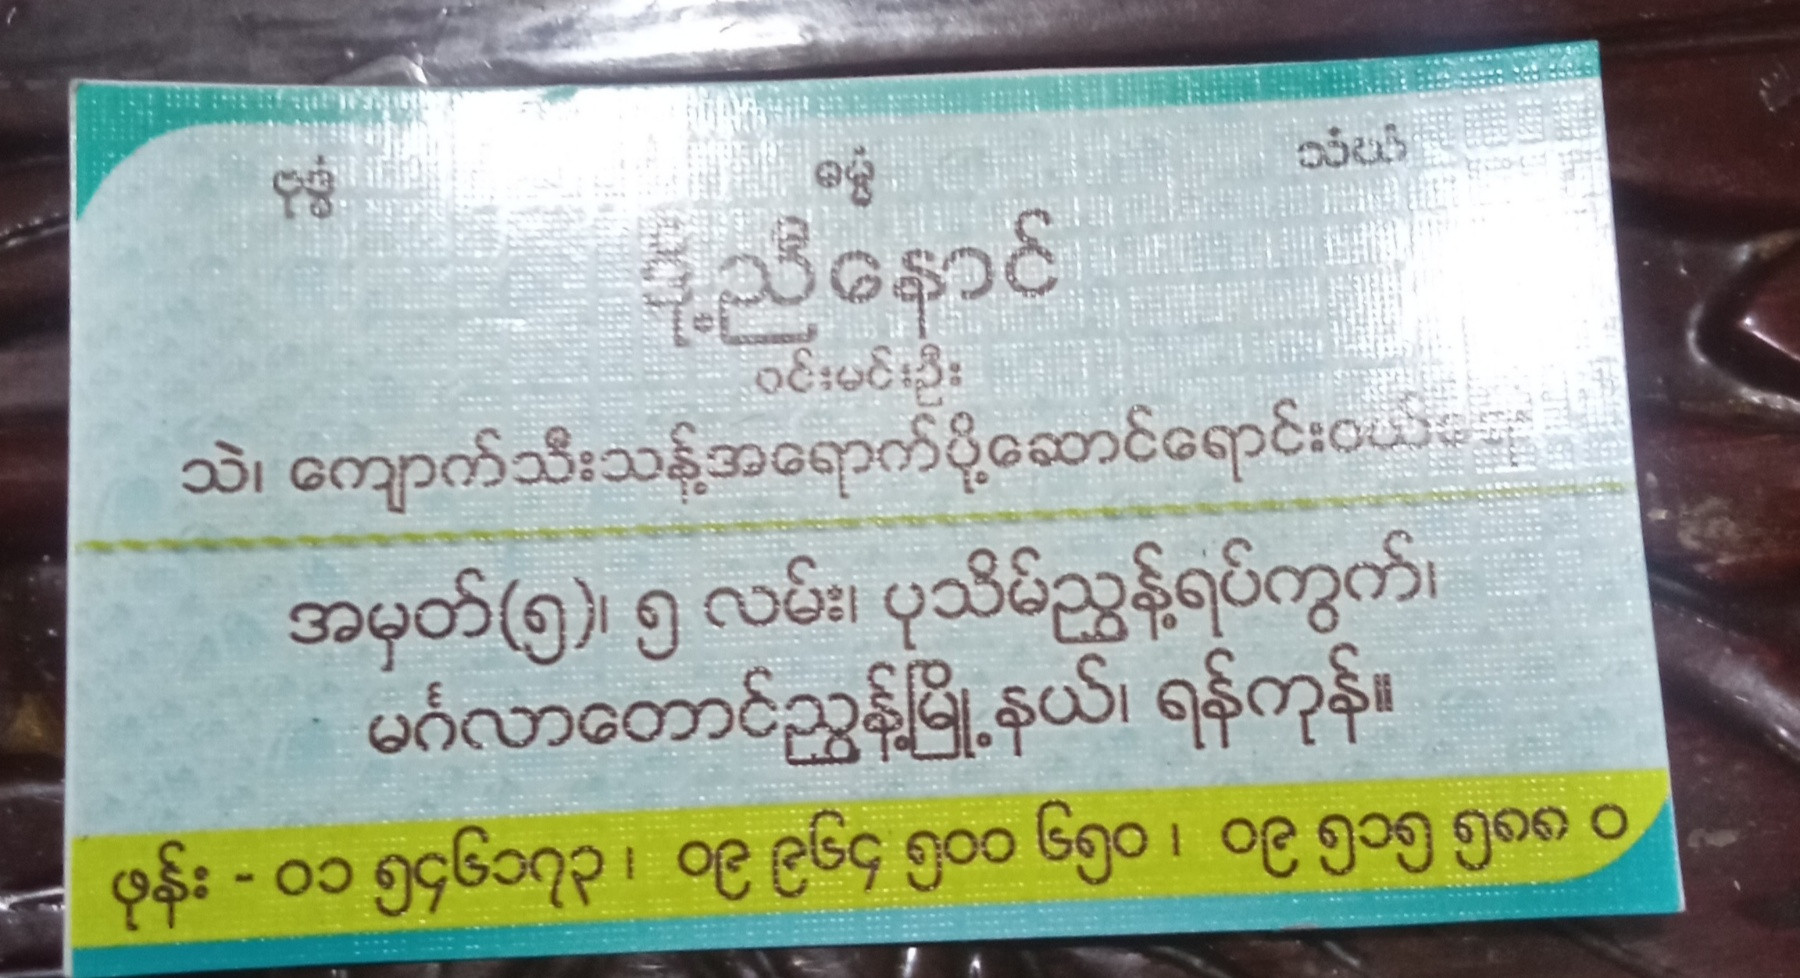 ဗုဒ္ဓံ ဓမ္မံ သံဃံ
ဖို့ညီနောင်
ဝင်းမင်းဦး
သဲ၊ ကျောက်သီးသန့်အရောက်ပို့ဆောင်ရောင်းဝယ်ရေး
အမှတ်(၅)၊ ၅ လမ်း၊ ပုသိမ်ညွှန့်ရပ်ကွက်၊
မင်္ဂလာတောင်ညွှန့်မြို့နယ်၊ ရန်ကုန်။
ဖုန်း - ၀၁ ၅၄၆၁၇၃၊ ၀၉ ၉၆၄ ၅၀၀ ၆၅၀ ၊ ၀၉ ၅၁၅ ၅၈၈ ၀